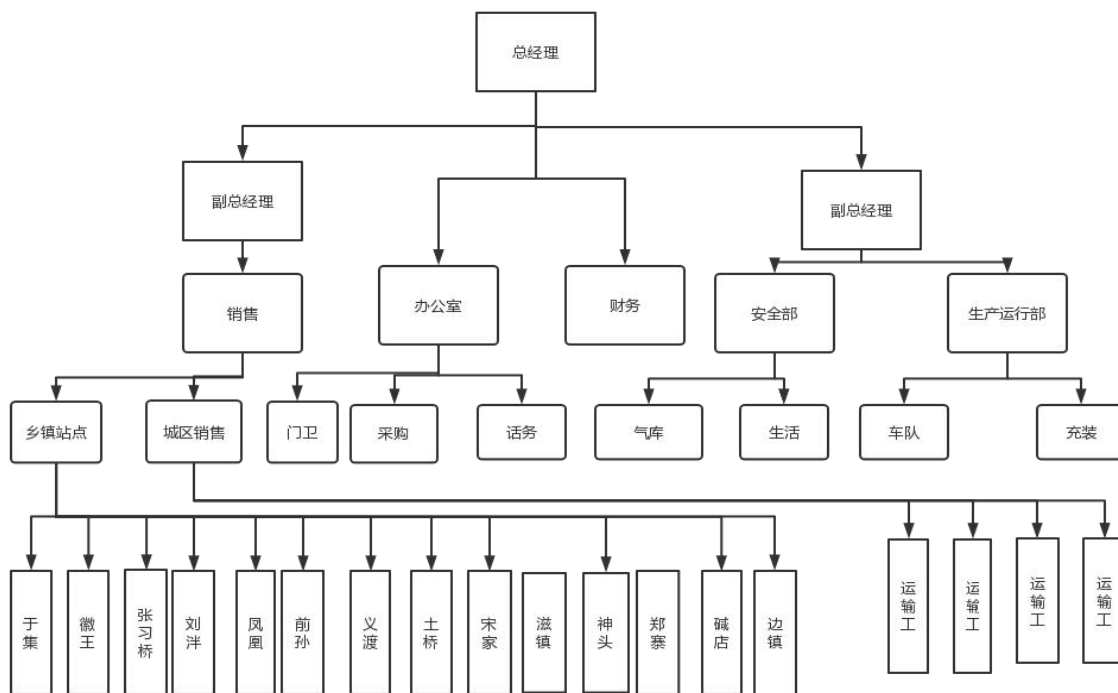 总经理
副总经理
副总经理
销售
办公室
财务
安全部
生产运行部
乡镇站点
城区销售
门卫
采购
话务
气库
生活
车队
充装
于集
徽王
张习桥
刘泮
凤凰
前孙
义渡
土桥
宋家
滋镇
神头
郑寨
碱店
边镇
运输工
运输工
运输工
运输工